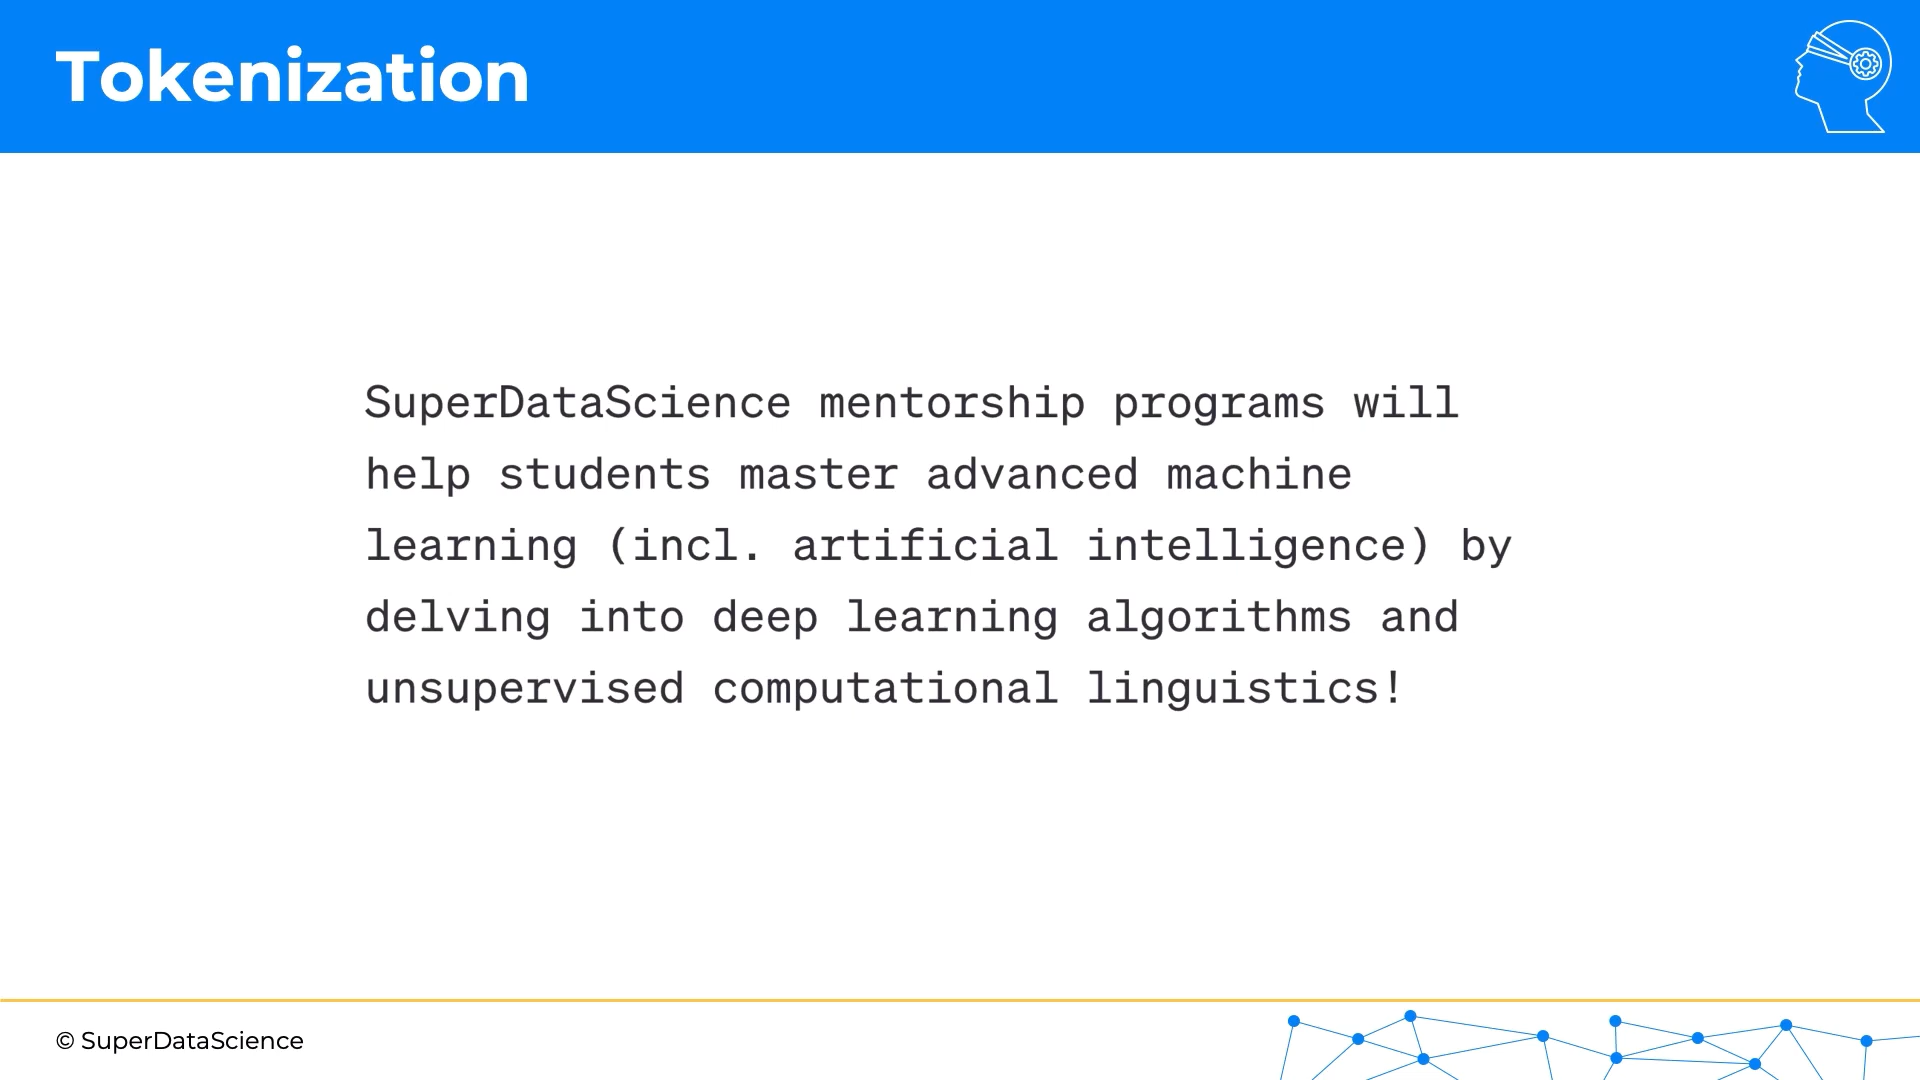 Tokenization
SuperDataScience mentorship programs will
help students master advanced machine
learning (incl. artificial intelligence) by
delving into deep learning algorithms and
unsupervised computational linguistics!
© SuperDataScience